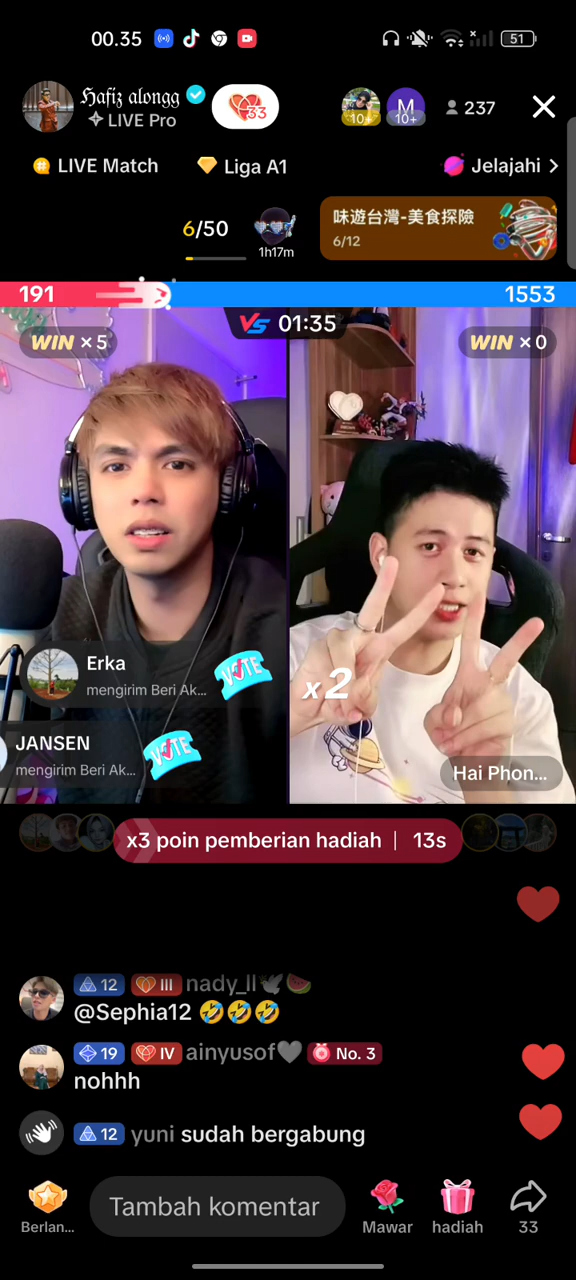 00.35
51
Hafiz alongg
LIVE Pro
33
10+
M
10+
237
LIVE Match
Liga A1
Jelajahi
6/50
1h17m
味遊台灣-美食探險
6/12
191
1553
VS 01:35
WIN × 5
WIN × 0
Erka
mengirim Beri Ak...
VOTE
x2
JANSEN
mengirim Beri Ak...
VOTE
Hai Phon...
x3 poin pemberian hadiah | 13s
12 III nady_ll
@Sephia12
19 IV ainyusof No. 3
nohhh
12 yuni sudah bergabung
Berlan...
Tambah komentar
Mawar
hadiah
33